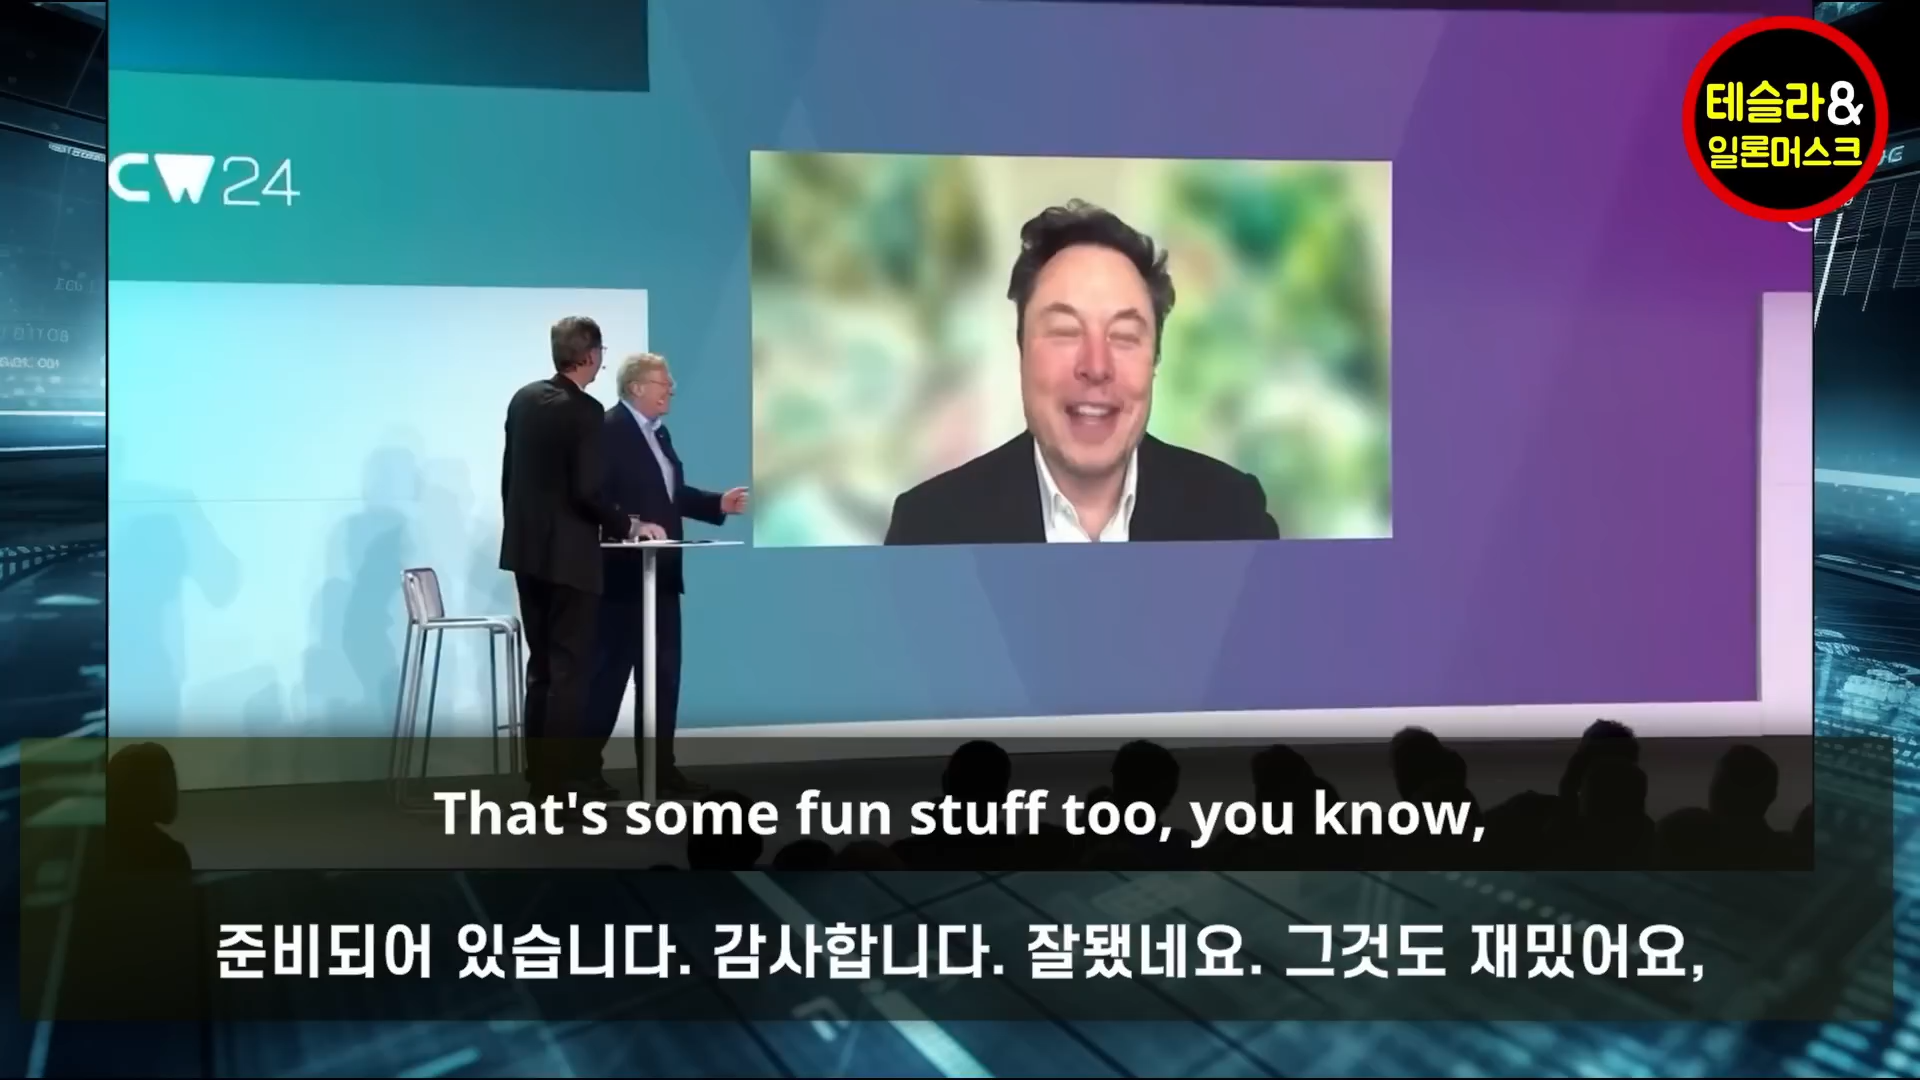 CW24
테슬라&
일론머스크
That's some fun stuff too, you know,
준비되어 있습니다. 감사합니다. 잘됐네요. 그것도 재밌어요,